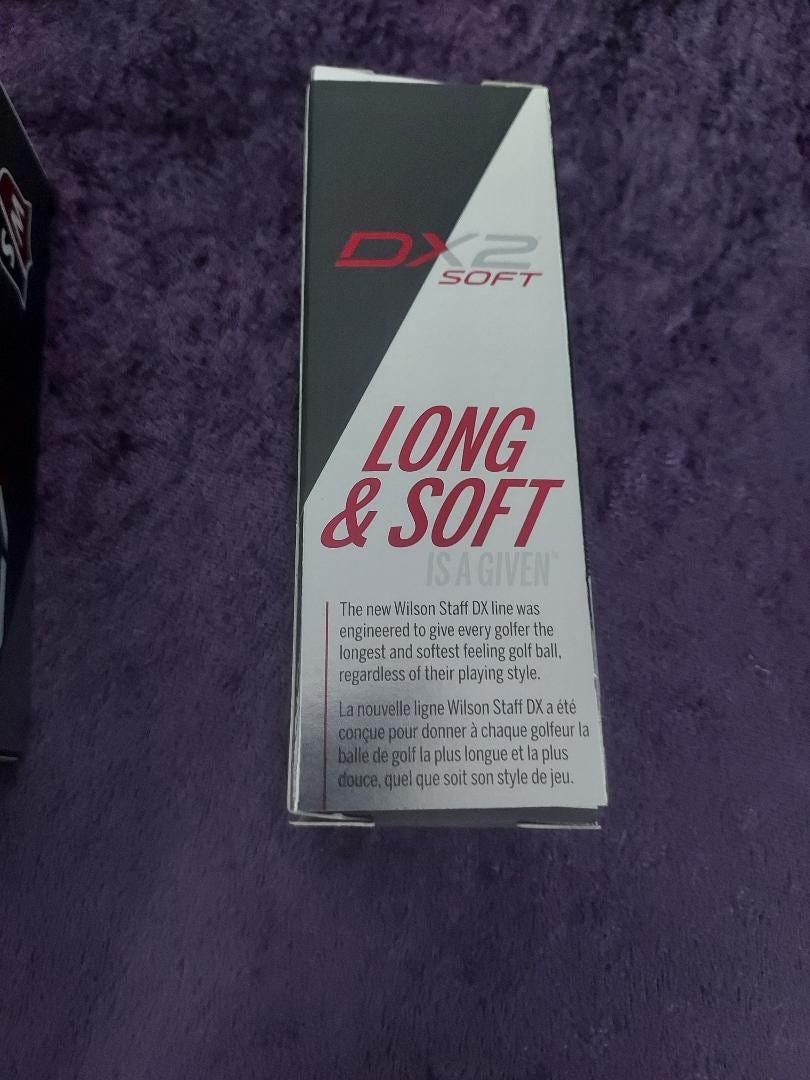 DX2
SOFT
LONG
& SOFT
IS A GIVEN™
The new Wilson Staff DX line was
engineered to give every golfer the
longest and softest feeling golf ball,
regardless of their playing style.
La nouvelle ligne Wilson Staff DX a été
conçue pour donner à chaque golfeur la
balle de golf la plus longue et la plus
douce, quel que soit son style de jeu.